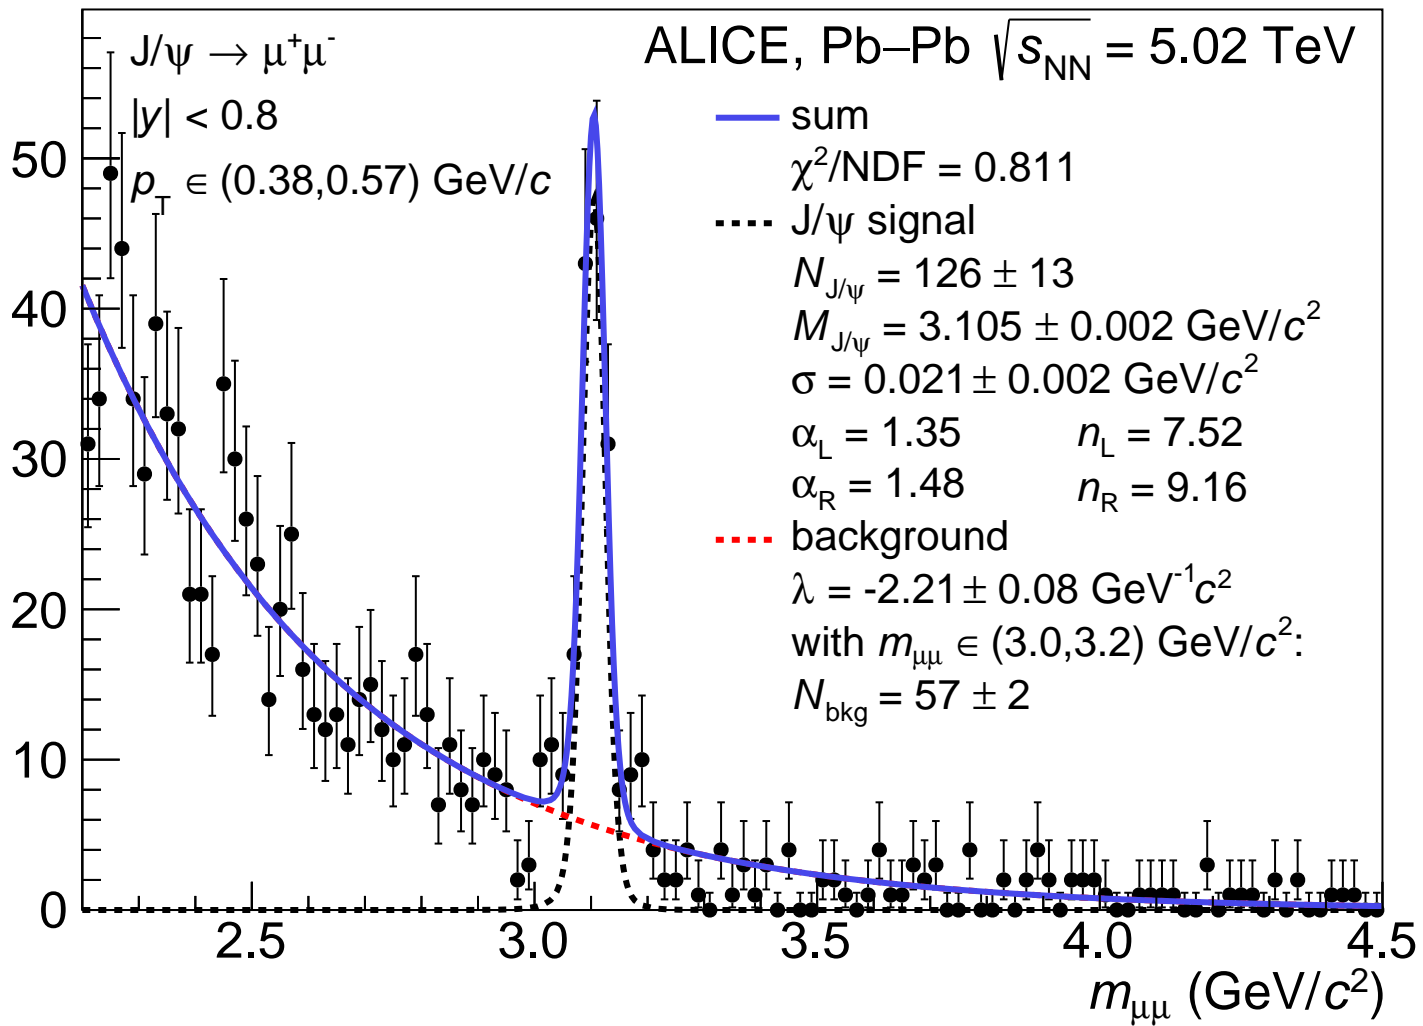 J/ψ → μ⁺μ⁻
|y| < 0.8
p_T ∈ (0.38,0.57) GeV/c
ALICE, Pb–Pb √s_NN = 5.02 TeV
sum
χ²/NDF = 0.811
J/ψ signal
N_J/ψ = 126 ± 13
M_J/ψ = 3.105 ± 0.002 GeV/c²
σ = 0.021 ± 0.002 GeV/c²
α_L = 1.35 n_L = 7.52
α_R = 1.48 n_R = 9.16
background
λ = -2.21 ± 0.08 GeV⁻¹c²
with m_μμ ∈ (3.0,3.2) GeV/c²:
N_bkg = 57 ± 2
50
40
30
20
10
0
2.5 3.0 3.5 4.0 4.5
m_μμ (GeV/c²)